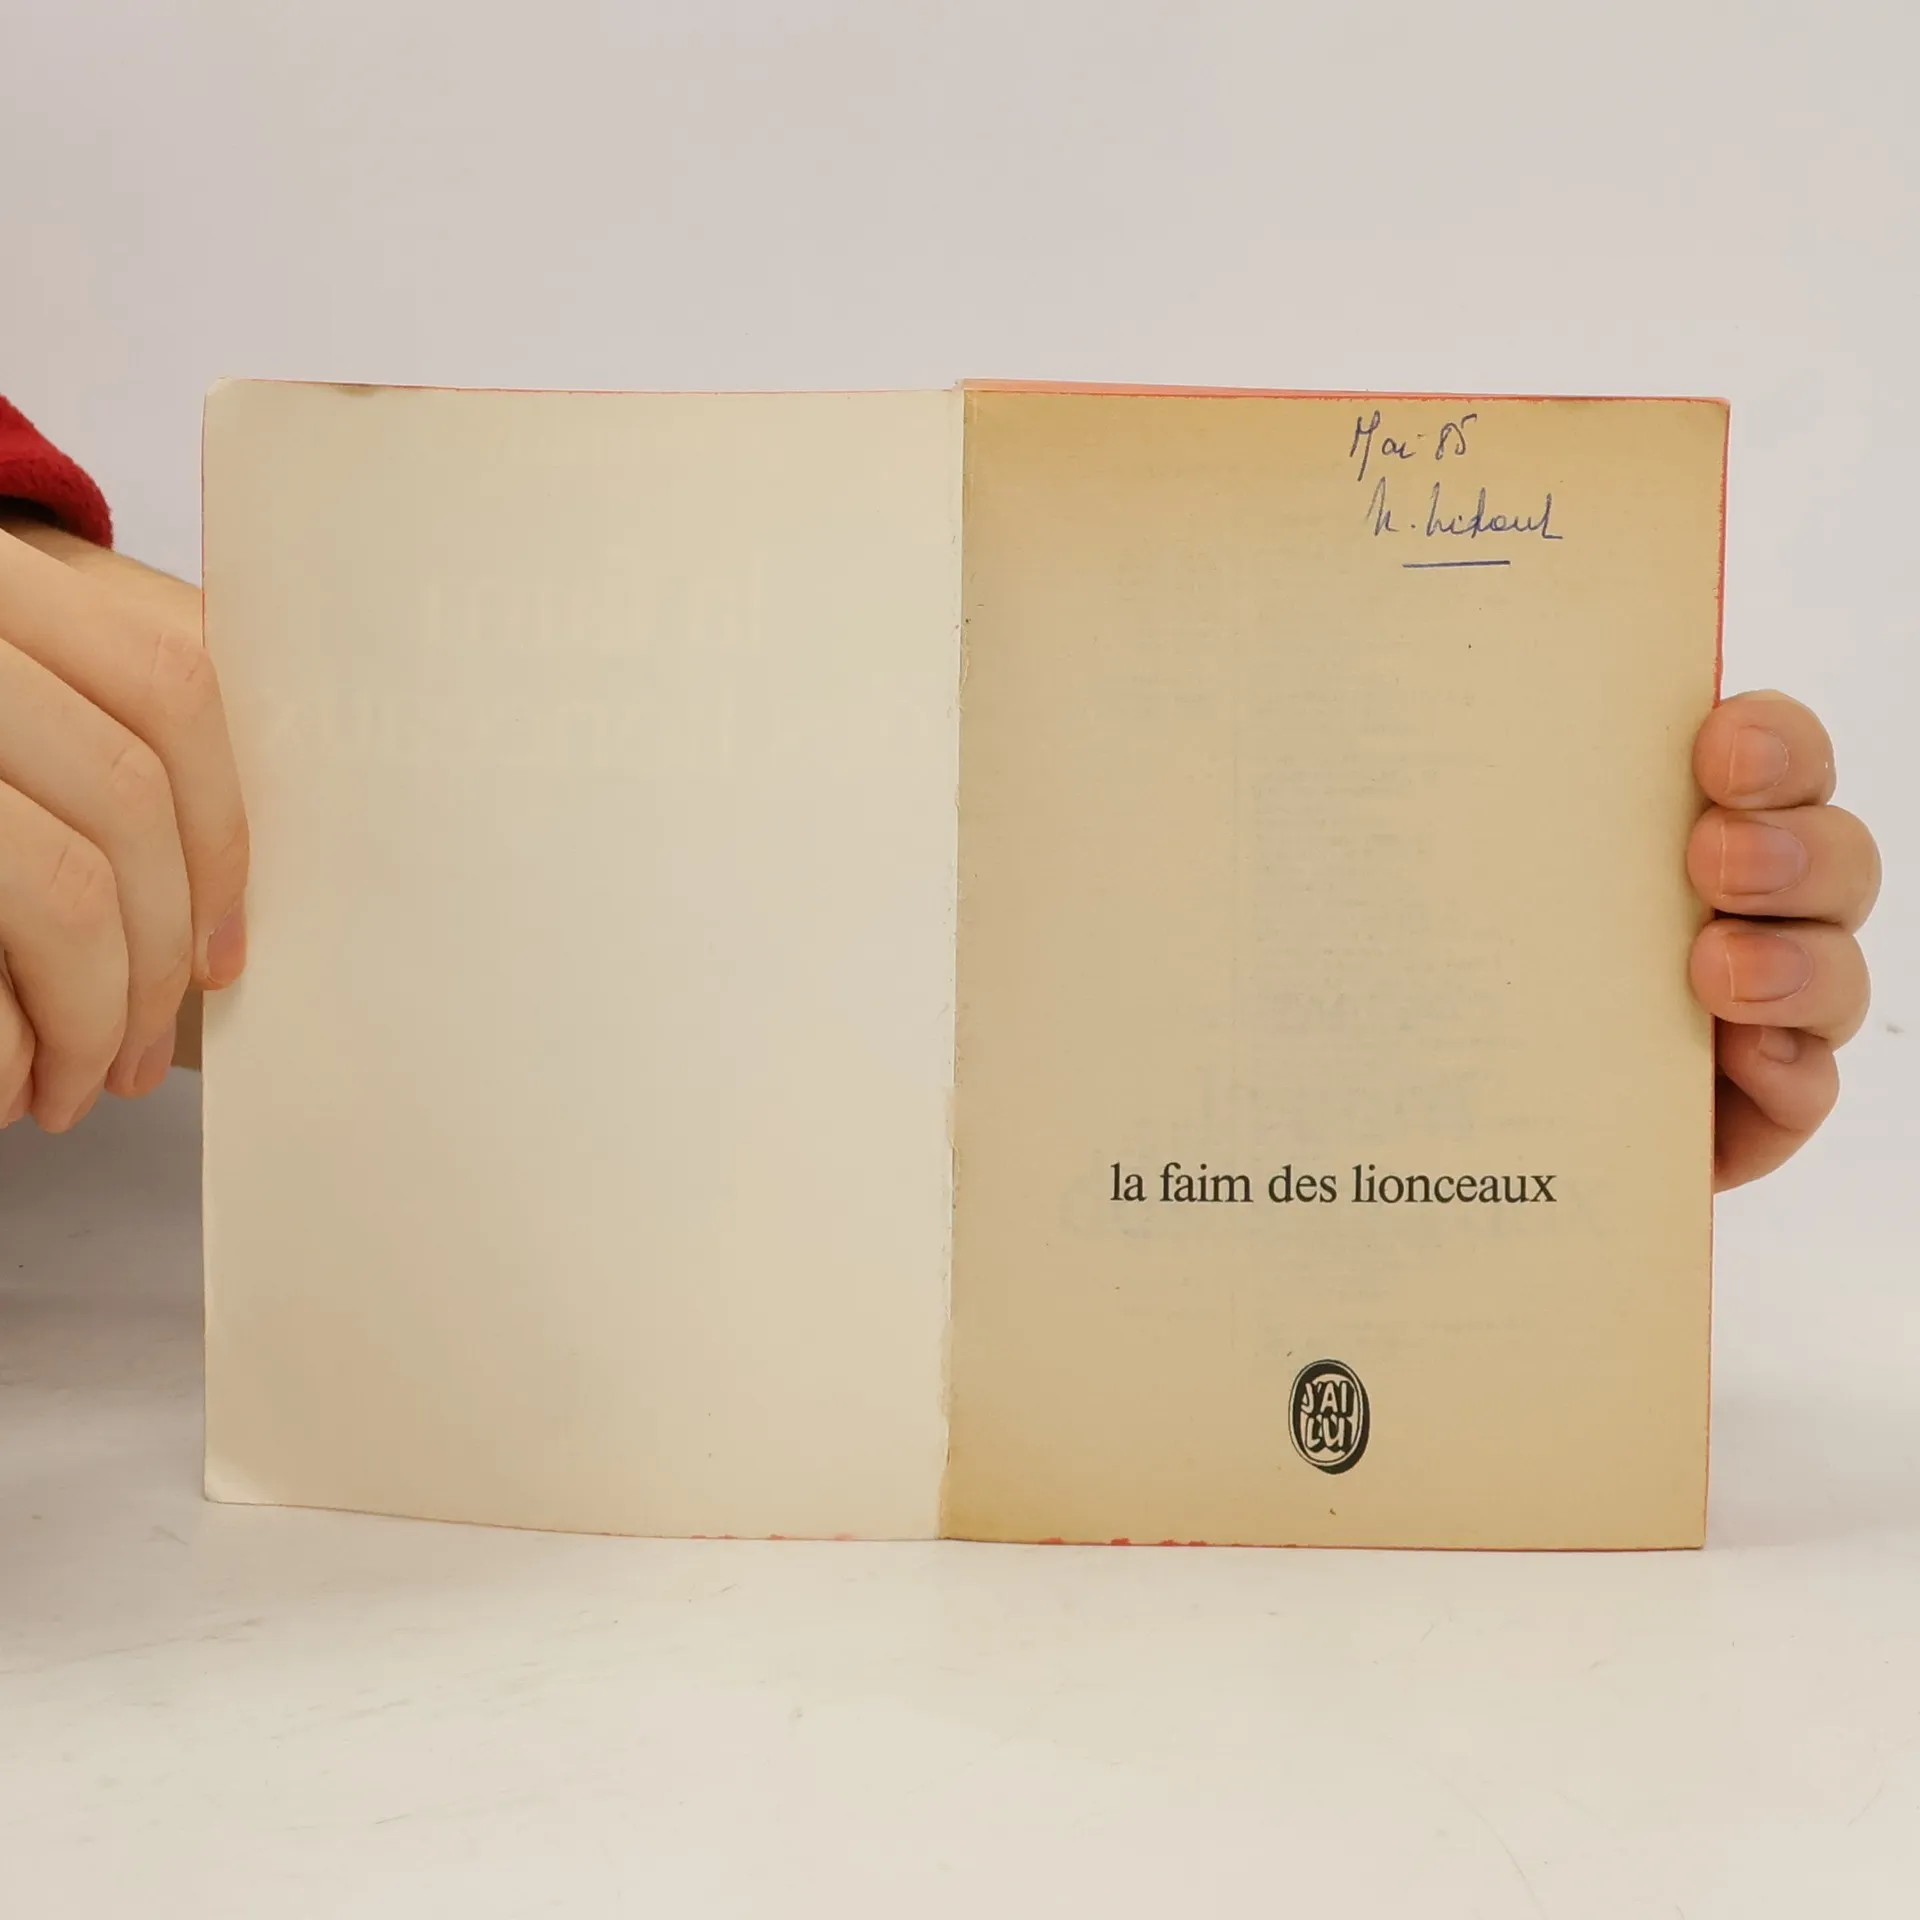 Mai 85
la faim des lionceaux
J'AI
LU